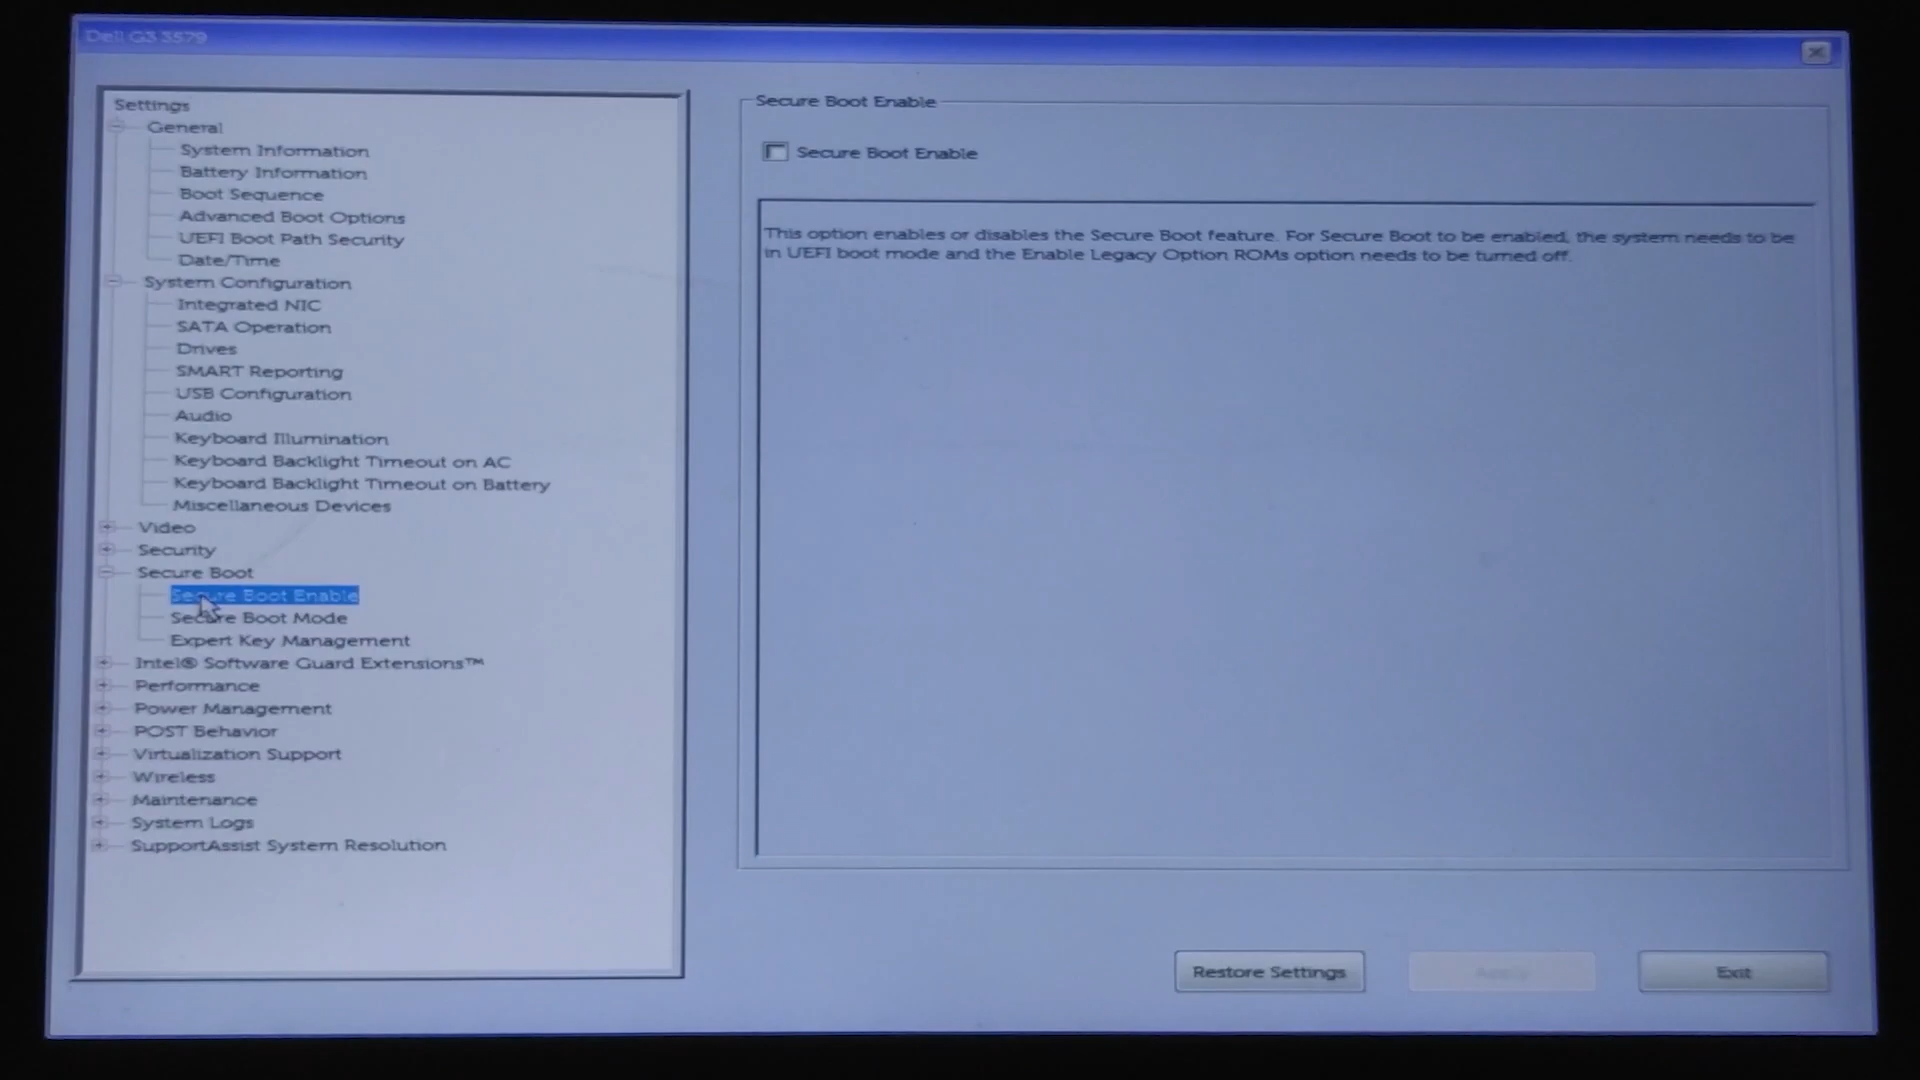 Dell G3 3579
Settings
General
System Information
Battery Information
Boot Sequence
Advanced Boot Options
UEFI Boot Path Security
Date/Time
System Configuration
Integrated NIC
SATA Operation
Drives
SMART Reporting
USB Configuration
Audio
Keyboard Illumination
Keyboard Backlight Timeout on AC
Keyboard Backlight Timeout on Battery
Miscellaneous Devices
Video
Security
Secure Boot
Secure Boot Enable
Secure Boot Mode
Expert Key Management
Intel® Software Guard Extensions™
Performance
Power Management
POST Behavior
Virtualization Support
Wireless
Maintenance
System Logs
SupportAssist System Resolution
Secure Boot Enable
Secure Boot Enable
This option enables or disables the Secure Boot feature. For Secure Boot to be enabled, the system needs to be
in UEFI boot mode and the Enable Legacy Option ROMs option needs to be turned off.
Restore Settings
Exit